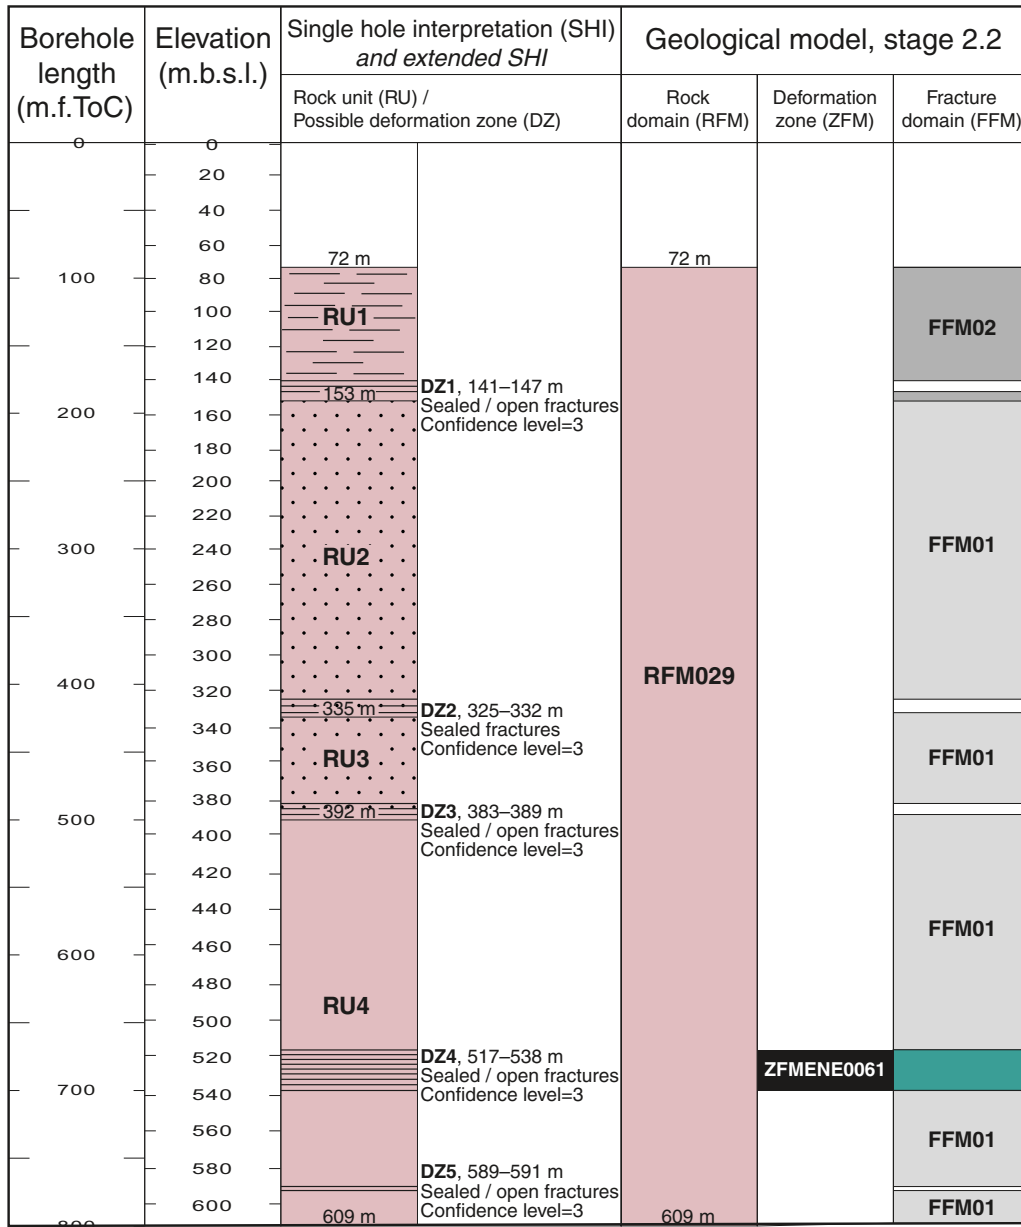 Borehole
length
(m.f.ToC)
Elevation
(m.b.s.l.)
Single hole interpretation (SHI)
and extended SHI
Geological model, stage 2.2
Rock unit (RU) /
Possible deformation zone (DZ)
Rock
domain (RFM)
Deformation
zone (ZFM)
Fracture
domain (FFM)
0
100
200
300
400
500
600
700
800
0
20
40
60
80
100
120
140
160
180
200
220
240
260
280
300
320
340
360
380
400
420
440
460
480
500
520
540
560
580
600
72 m
RU1
153 m
RU2
335 m
RU3
392 m
RU4
609 m
DZ1, 141–147 m
Sealed / open fractures
Confidence level=3
DZ2, 325–332 m
Sealed fractures
Confidence level=3
DZ3, 383–389 m
Sealed / open fractures
Confidence level=3
DZ4, 517–538 m
Sealed / open fractures
Confidence level=3
DZ5, 589–591 m
Sealed / open fractures
Confidence level=3
72 m
RFM029
609 m
ZFMENE0061
FFM02
FFM01
FFM01
FFM01
FFM01
FFM01